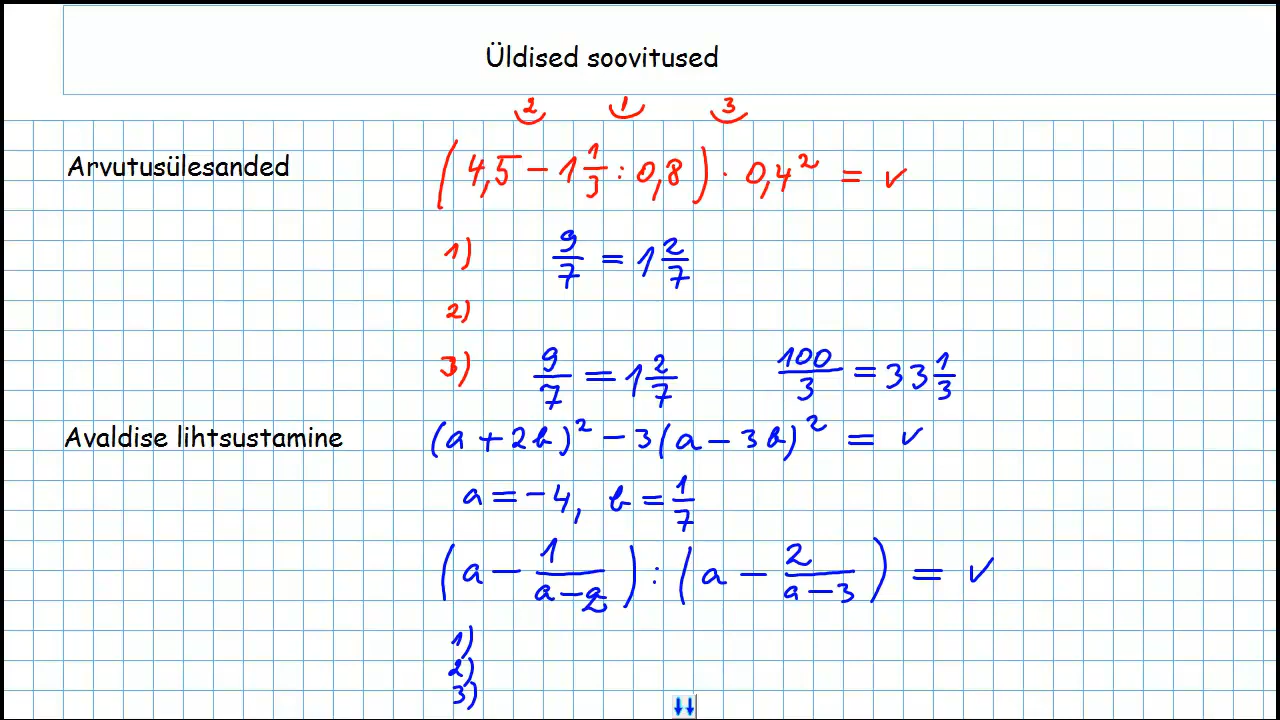 Üldised soovitused
2 1 3
Arvutusülesanded
(4,5 − 1 1/3 : 0,8) · 0,4² = ✓
1) 9/7 = 1 2/7
2)
3) 9/7 = 1 2/7 100/3 = 33 1/3
Avaldise lihtsustamine
(a + 2b)² − 3(a − 3b)² = ✓
a = −4, b = 1/7
(a − 1/(a−2)) : (a − 2/(a−3)) = ✓
1)
2)
3)